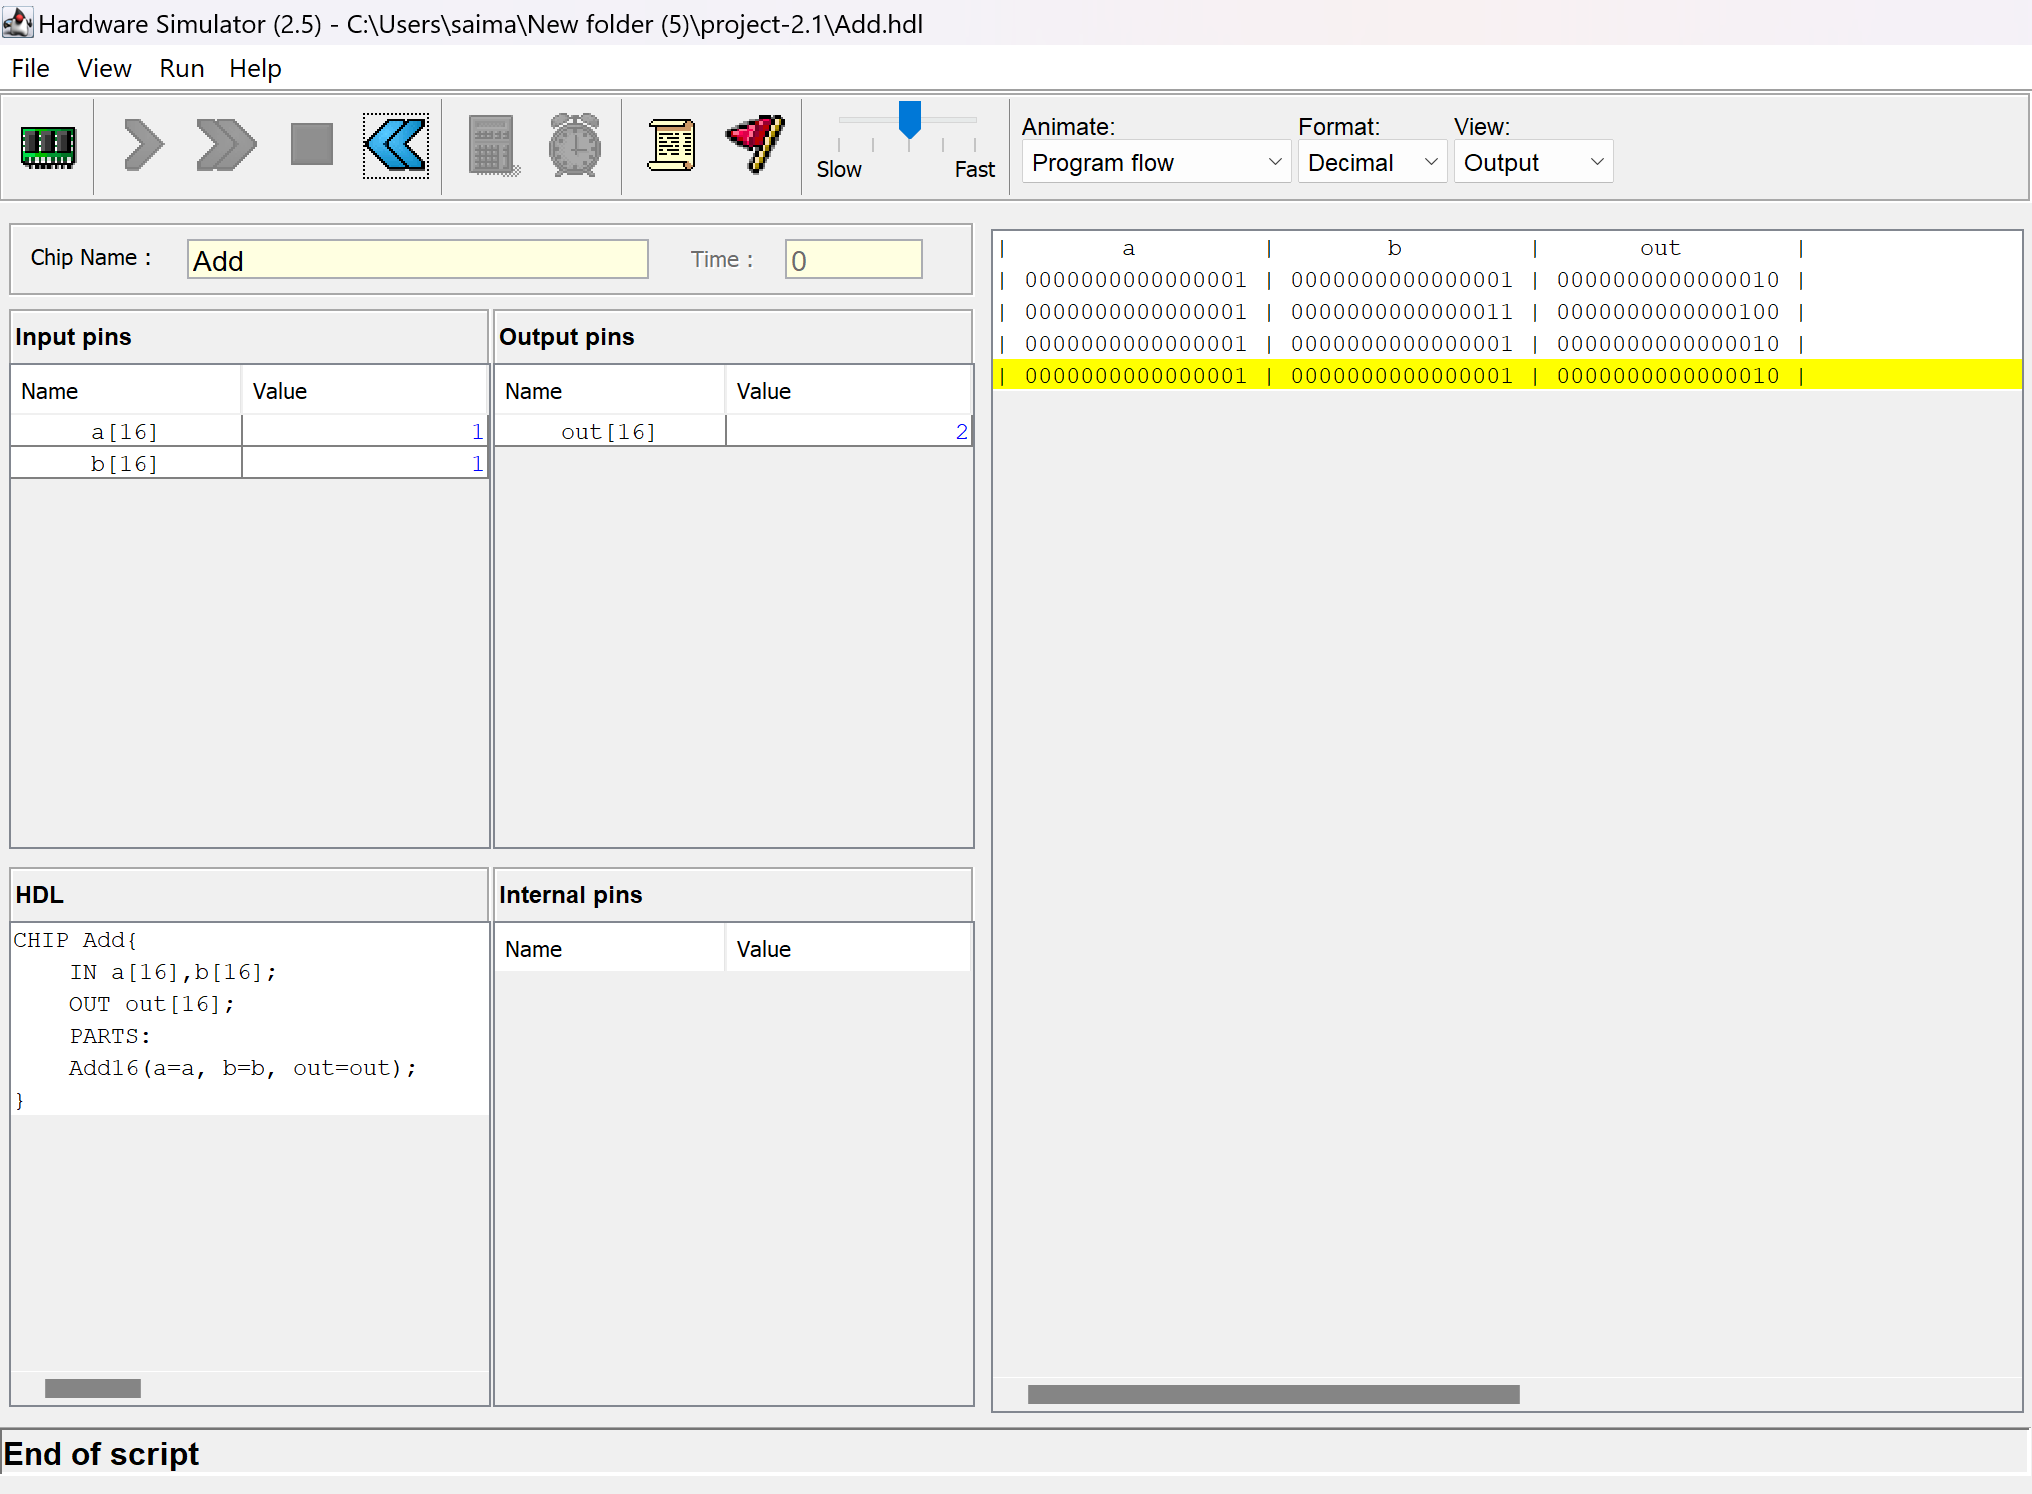 Hardware Simulator (2.5) - C:\Users\saima\New folder (5)\project-2.1\Add.hdl
File View Run Help
Animate: Format: View:
Slow Fast Program flow Decimal Output
Chip Name : Add Time : 0
Input pins
Name Value
a[16] 1
b[16] 1
Output pins
Name Value
out[16] 2
HDL
CHIP Add{
    IN a[16],b[16];
    OUT out[16];
    PARTS:
    Add16(a=a, b=b, out=out);
}
Internal pins
Name Value
| a | b | out |
| 0000000000000001 | 0000000000000001 | 0000000000000010 |
| 0000000000000001 | 0000000000000011 | 0000000000000100 |
| 0000000000000001 | 0000000000000001 | 0000000000000010 |
| 0000000000000001 | 0000000000000001 | 0000000000000010 |
End of script